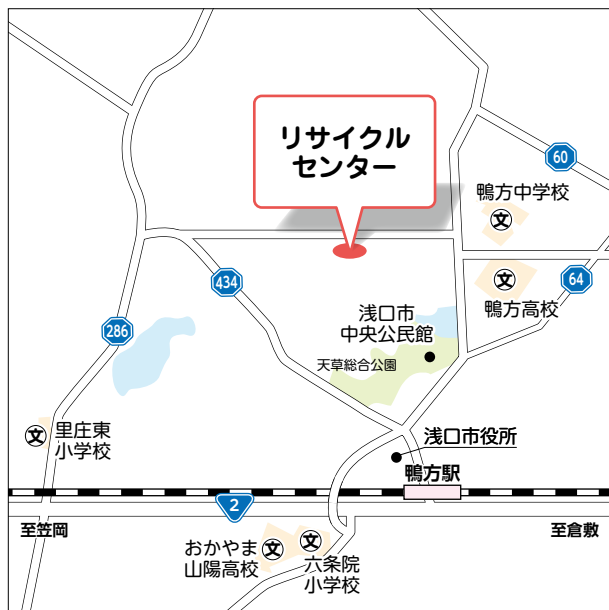 リサイクル
センター
60
鴨方中学校
文
文
64
鴨方高校
434
浅口市
中央公民館
天草総合公園
286
文
里庄東
小学校
浅口市役所
鴨方駅
2
至笠岡
至倉敷
おかやま
山陽高校
文
文
六条院
小学校